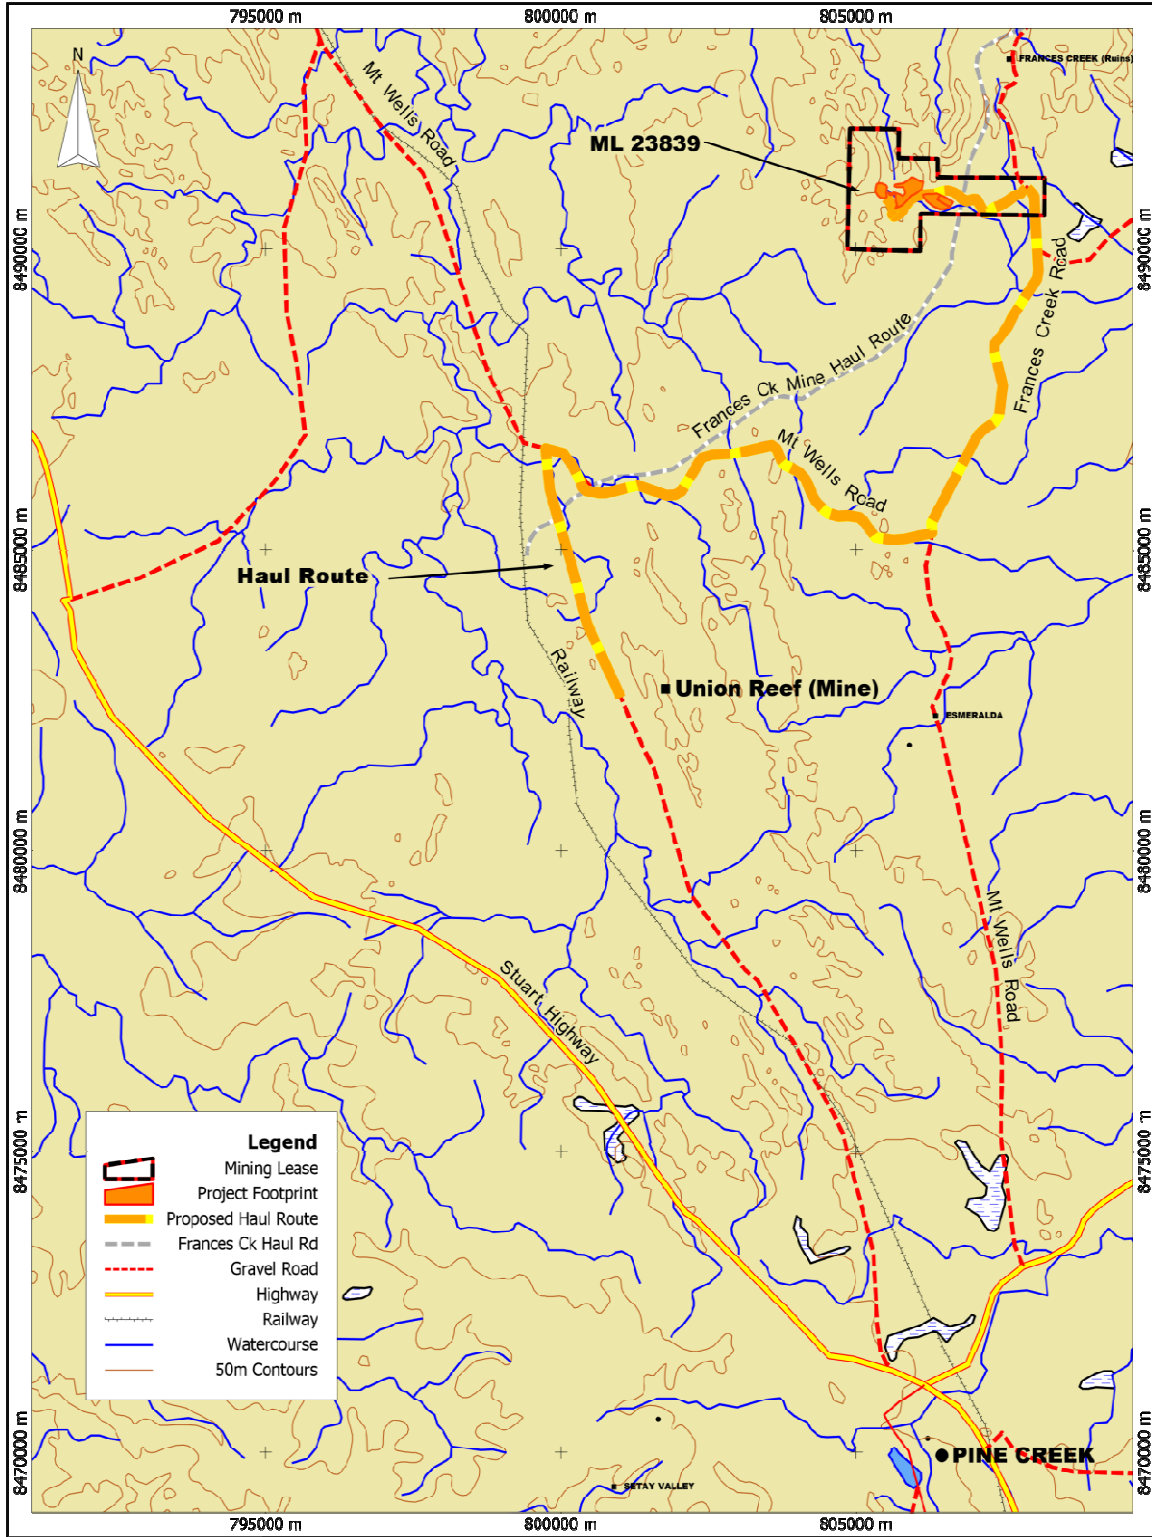 795000 m 800000 m 805000 m
N
FRANCES CREEK (Ruins)
Mt Wells Road
ML 23839
8490000 m
8490000 m
Frances Creek Road
Frances Ck Mine Haul Route
Mt Wells Road
8485000 m
8485000 m
Haul Route
Railway
Union Reef (Mine)
ESMERALDA
8480000 m
8480000 m
Mt Wells Road
Stuart Highway
8475000 m
8475000 m
Legend
Mining Lease
Project Footprint
Proposed Haul Route
Frances Ck Haul Rd
Gravel Road
Highway
Railway
Watercourse
50m Contours
8470000 m
8470000 m
PINE CREEK
SETAY VALLEY
795000 m 800000 m 805000 m